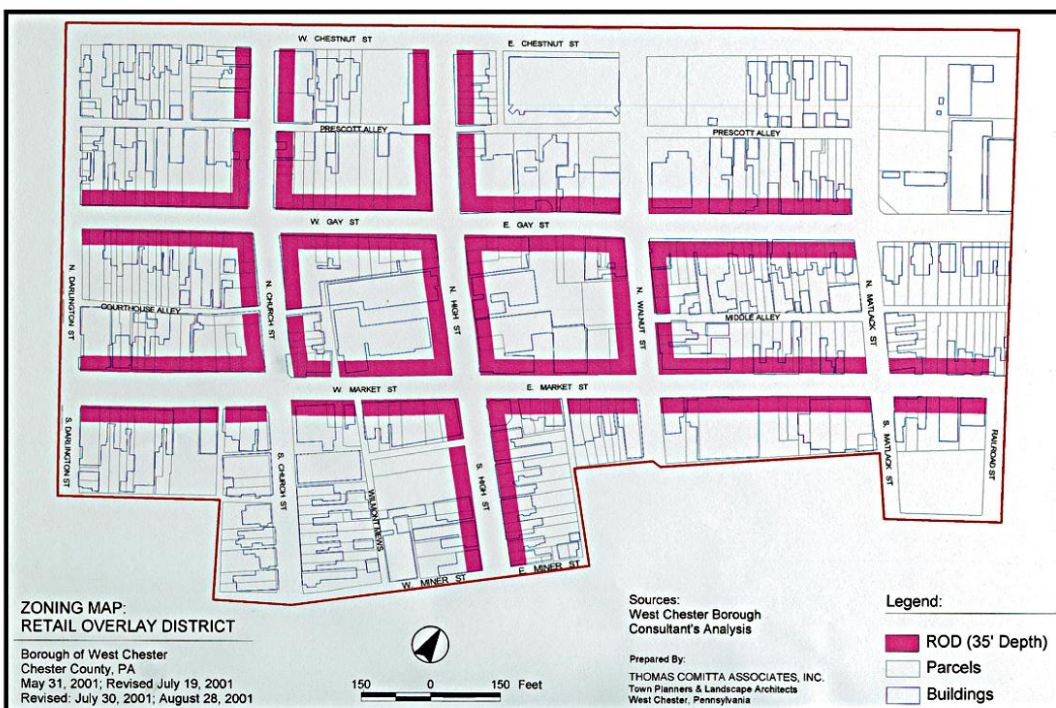 W. CHESTNUT ST
E. CHESTNUT ST
PRESCOTT ALLEY
PRESCOTT ALLEY
W. GAY ST
E. GAY ST
N. DARLINGTON ST
N. CHURCH ST
N. HIGH ST
N. WALNUT ST
N. MATLACK ST
COURTHOUSE ALLEY
MIDDLE ALLEY
W. MARKET ST
E. MARKET ST
S. DARLINGTON ST
S. CHURCH ST
WILMONT MEWS
S. HIGH ST
S. MATLACK ST
RAILROAD ST
W. MINER ST
E. MINER ST
ZONING MAP:
RETAIL OVERLAY DISTRICT
Borough of West Chester
Chester County, PA
May 31, 2001; Revised July 19, 2001
Revised: July 30, 2001; August 28, 2001
150 0 150 Feet
Sources:
West Chester Borough
Consultant's Analysis
Prepared By:
THOMAS COMITTA ASSOCIATES, INC.
Town Planners & Landscape Architects
West Chester, Pennsylvania
Legend:
ROD (35' Depth)
Parcels
Buildings